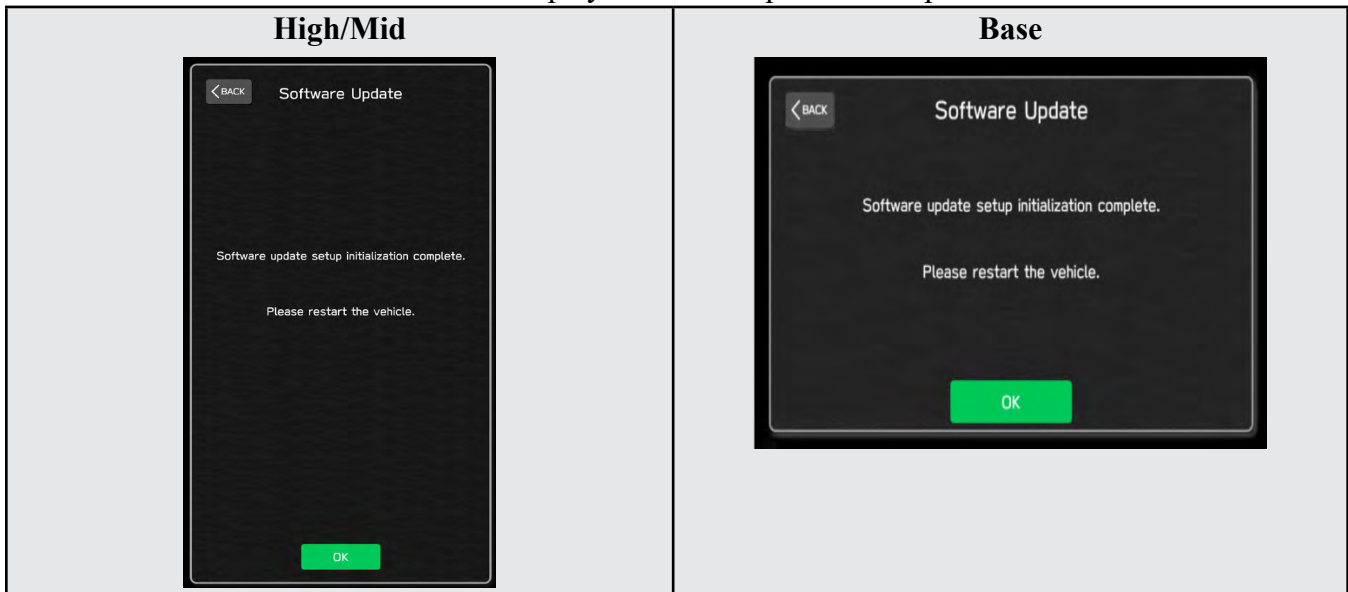 High/Mid
BACK Software Update
Software update setup initialization complete.
Please restart the vehicle.
OK
Base
BACK Software Update
Software update setup initialization complete.
Please restart the vehicle.
OK